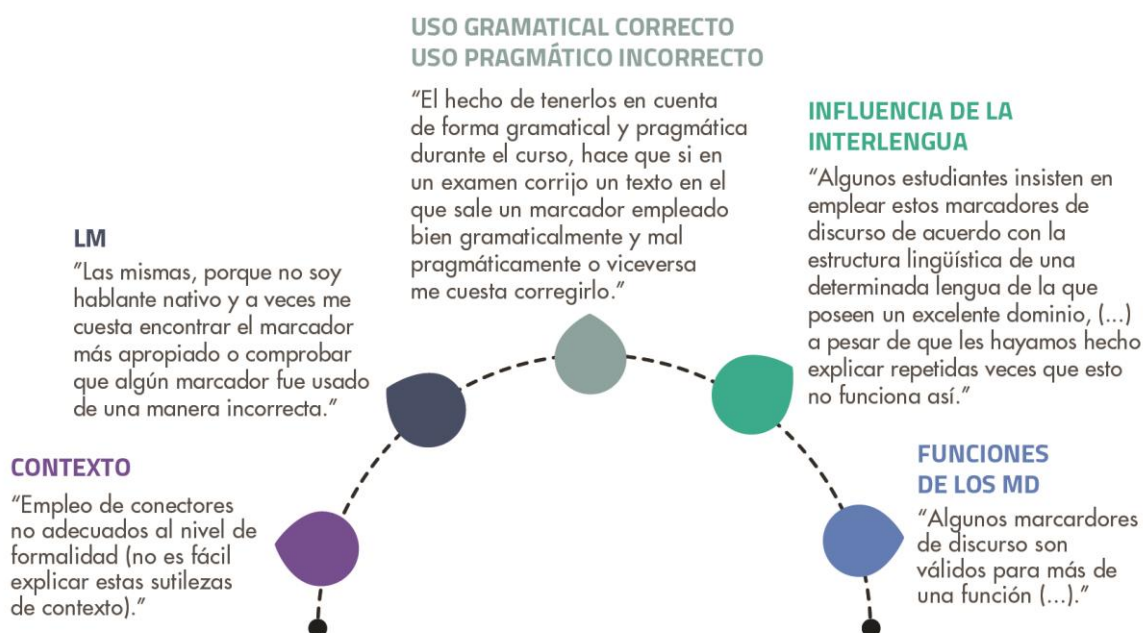 USO GRAMATICAL CORRECTO
USO PRAGMÁTICO INCORRECTO
“El hecho de tenerlos en cuenta
de forma gramatical y pragmática
durante el curso, hace que si en
un examen corrijo un texto en el
que sale un marcador empleado
bien gramaticalmente y mal
pragmáticamente o viceversa
me cuesta corregirlo.”
INFLUENCIA DE LA
INTERLENGUA
“Algunos estudiantes insisten en
emplear estos marcadores de
discurso de acuerdo con la
estructura lingüística de una
determinada lengua de la que
poseen un excelente dominio, (...)
a pesar de que les hayamos hecho
explicar repetidas veces que esto
no funciona así.”
LM
“Las mismas, porque no soy
hablante nativo y a veces me
cuesta encontrar el marcador
más apropiado o comprobar
que algún marcador fue usado
de una manera incorrecta.”
CONTEXTO
“Empleo de conectores
no adecuados al nivel de
formalidad (no es fácil
explicar estas sutilezas
de contexto).”
FUNCIONES
DE LOS MD
“Algunos marcardores
de discurso son
válidos para más de
una función (...).”